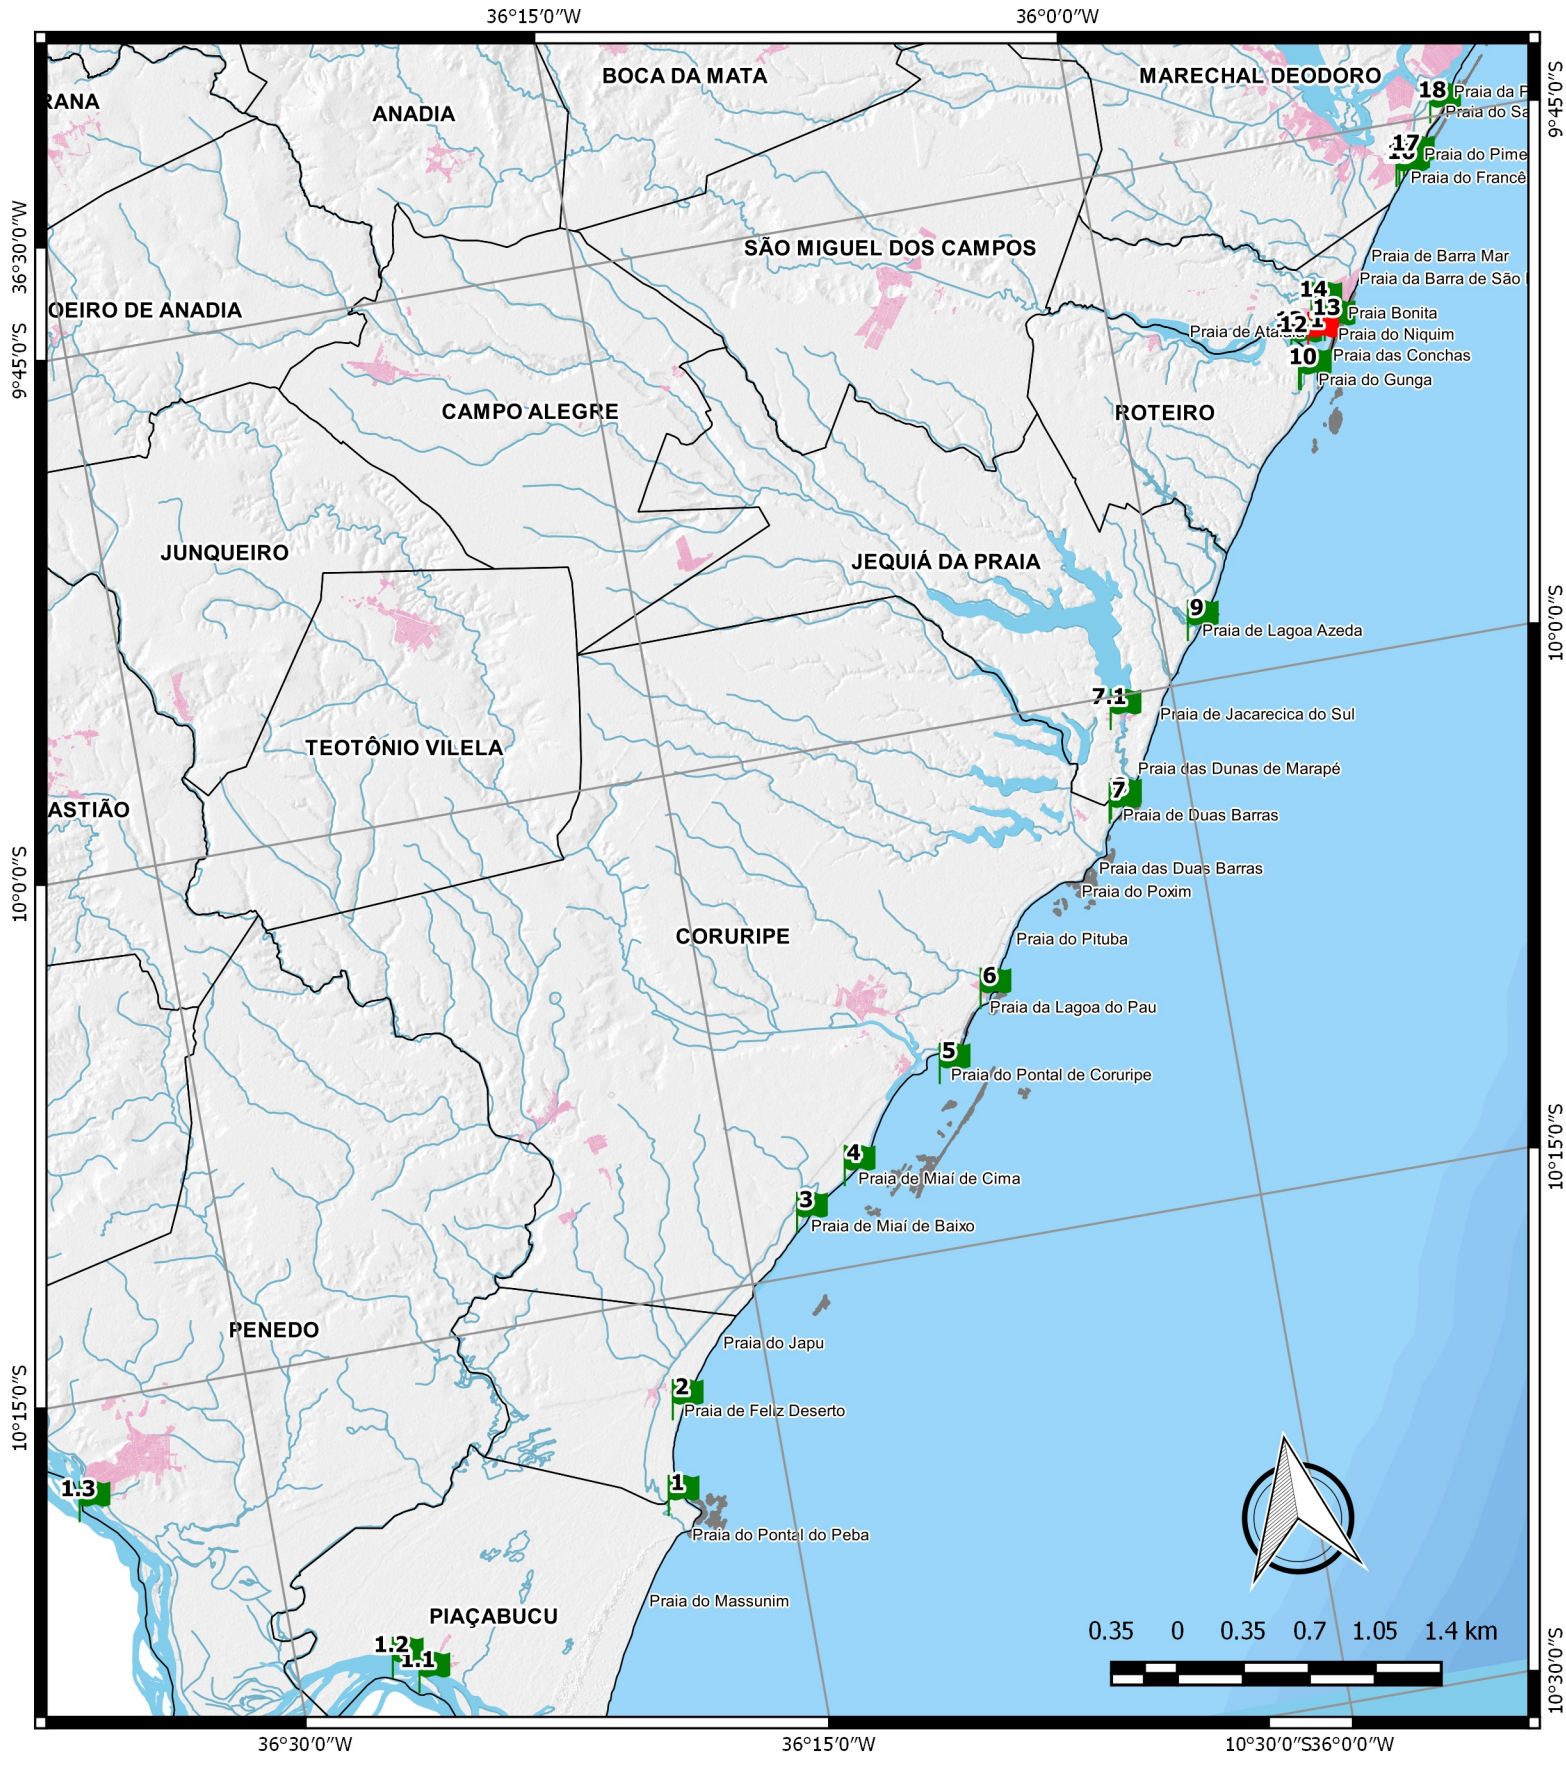 36°15′0″W 36°0′0″W
BOCA DA MATA
MARECHAL DEODORO
RANA
ANADIA
18
Praia da P
Praia do Sa
9°45′0″S
17
Praia do Pime
Praia do Francê
36°30′0″W
SÃO MIGUEL DOS CAMPOS
Praia de Barra Mar
Praia da Barra de São
14
OEIRO DE ANADIA
13
Praia Bonita
12
Praia do Niquim
9°45′0″S
10
Praia das Conchas
Praia do Gunga
CAMPO ALEGRE
ROTEIRO
JUNQUEIRO
JEQUIÁ DA PRAIA
9
Praia de Lagoa Azeda
10°0′0″S
7.1
Praia de Jacarecica do Sul
TEOTÔNIO VILELA
Praia das Dunas de Marapé
7
ASTIÃO
Praia de Duas Barras
Praia das Duas Barras
10°0′0″S
Praia do Poxim
CORURIPE
Praia do Pituba
6
Praia da Lagoa do Pau
5
Praia do Pontal de Coruripe
10°15′0″S
4
Praia de Miaí de Cima
3
Praia de Miaí de Baixo
PENEDO
Praia do Japu
10°15′0″S
2
Praia de Feliz Deserto
1.3
1
Praia do Pontal do Peba
Praia do Massunim
PIAÇABUCU
0.35 0 0.35 0.7 1.05 1.4 km
1.2
1.1
10°30′0″S
36°30′0″W 36°15′0″W 10°30′0″S36°0′0″W